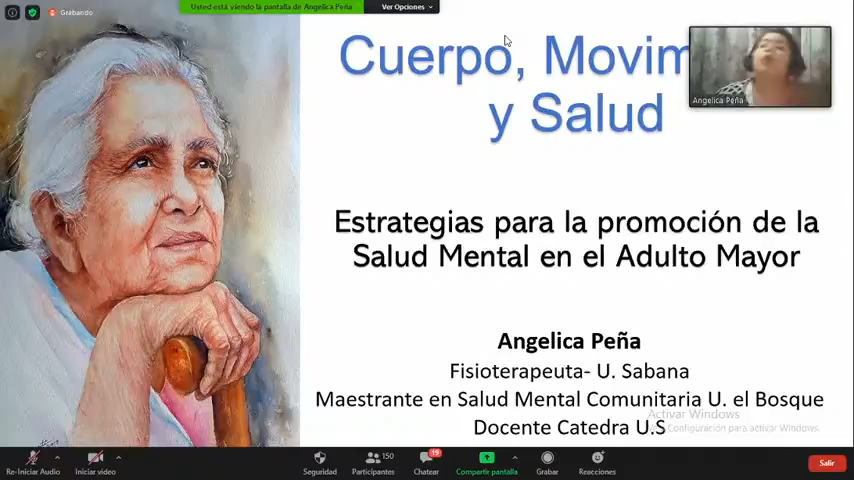 Grabando
Usted está viendo la pantalla de Angelica Peña
Ver Opciones
Cuerpo, Movim
y Salud
Angelica Peña
Estrategias para la promoción de la
Salud Mental en el Adulto Mayor
Angelica Peña
Fisioterapeuta- U. Sabana
Maestrante en Salud Mental Comunitaria U. el Bosque
Docente Catedra U.S
Activar Windows
Configuración para activar Windows.
Re-Iniciar Audio
Iniciar video
Seguridad
150
Participantes
19
Chatear
Compartir pantalla
Grabar
Reacciones
Salir